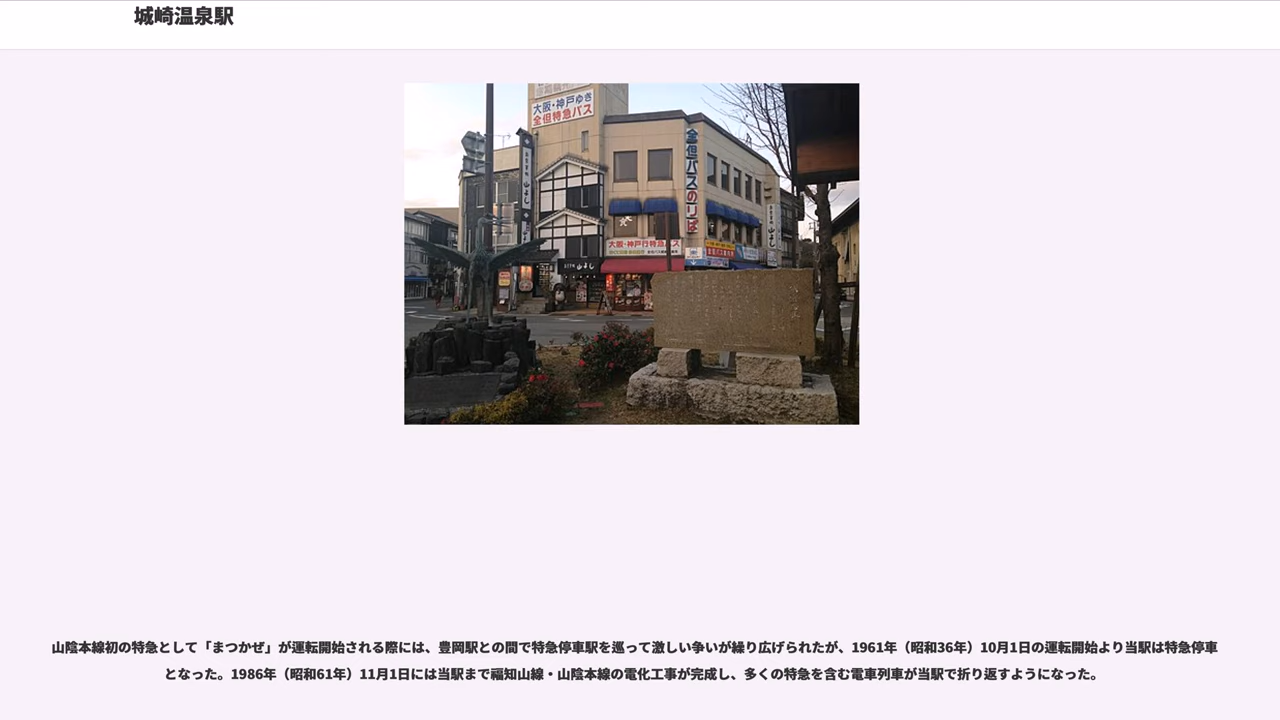 城崎温泉駅
大阪・神戸ゆき
全但特急バス
全但バスのりば
山よし
山よし
大阪・神戸行特急バス
山よし
山陰本線初の特急として「まつかぜ」が運転開始される際には、豊岡駅との間で特急停車駅を巡って激しい争いが繰り広げられたが、1961年（昭和36年）10月1日の運転開始より当駅は特急停車
となった。1986年（昭和61年）11月1日には当駅まで福知山線・山陰本線の電化工事が完成し、多くの特急を含む電車列車が当駅で折り返すようになった。